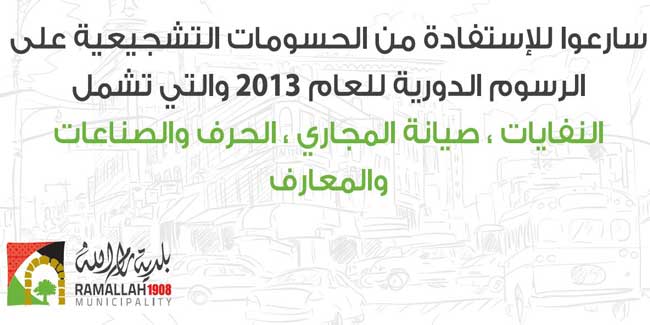 سارعوا للإستفادة من الحسومات التشجيعية على
الرسوم الدورية للعام 2013 والتي تشمل
النفايات ، صيانة المجاري ، الحرف والصناعات
والمعارف
بلدية رام الله
RAMALLAH 1908
MUNICIPALITY